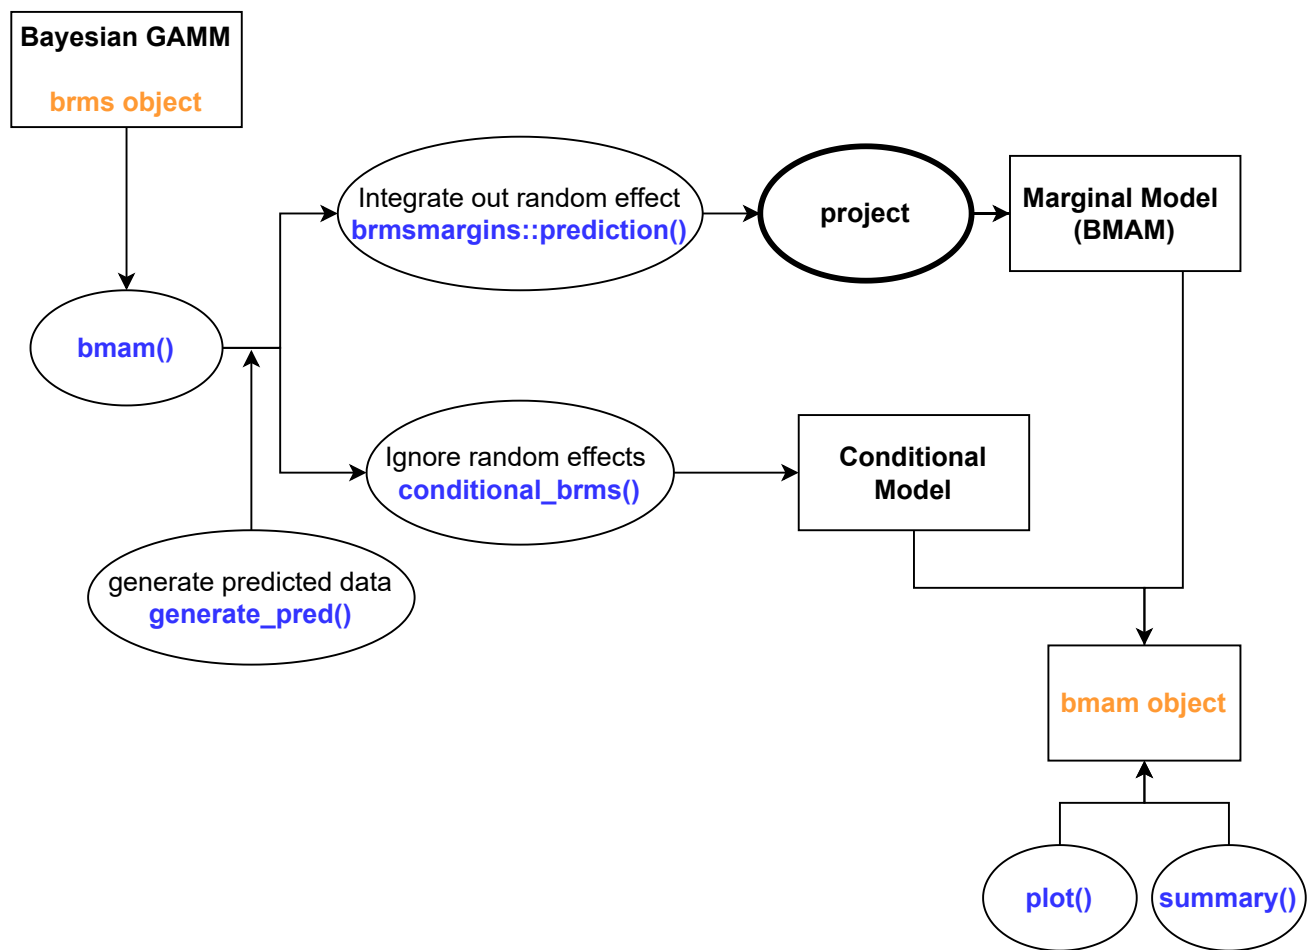 Bayesian GAMM
brms object
Integrate out random effect
brmsmargins::prediction()
project
Marginal Model
(BMAM)
bmam()
Ignore random effects
conditional_brms()
Conditional
Model
generate predicted data
generate_pred()
bmam object
plot()
summary()